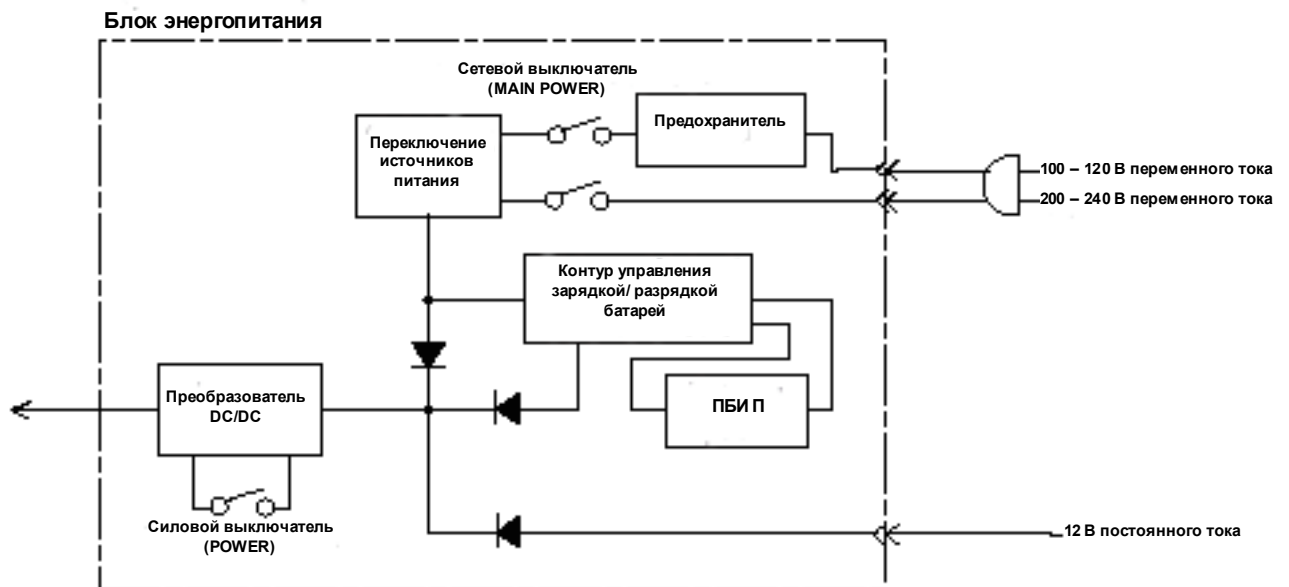 Блок энергопитания
Сетевой выключатель
(MAIN POWER)
Предохранитель
Переключение
источников
питания
100 – 120 В переменного тока
200 – 240 В переменного тока
Контур управления
зарядкой/ разрядкой
батарей
Преобразователь
DC/DC
ПБИ П
Силовой выключатель
(POWER)
12 В постоянного тока